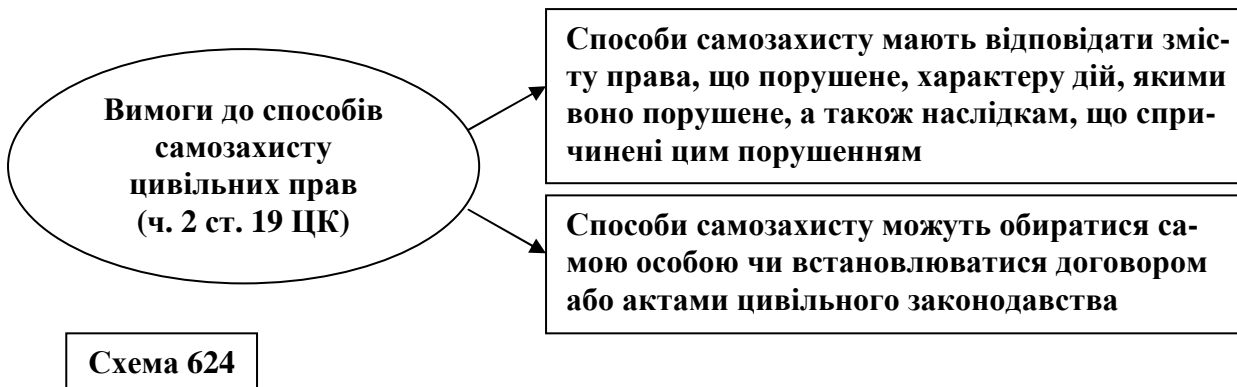 Вимоги до способів
самозахисту
цивільних прав
(ч. 2 ст. 19 ЦК)
Способи самозахисту мають відповідати зміс-
ту права, що порушене, характеру дій, якими
воно порушене, а також наслідкам, що спри-
чинені цим порушенням
Способи самозахисту можуть обиратися са-
мою особою чи встановлюватися договором
або актами цивільного законодавства
Схема 624